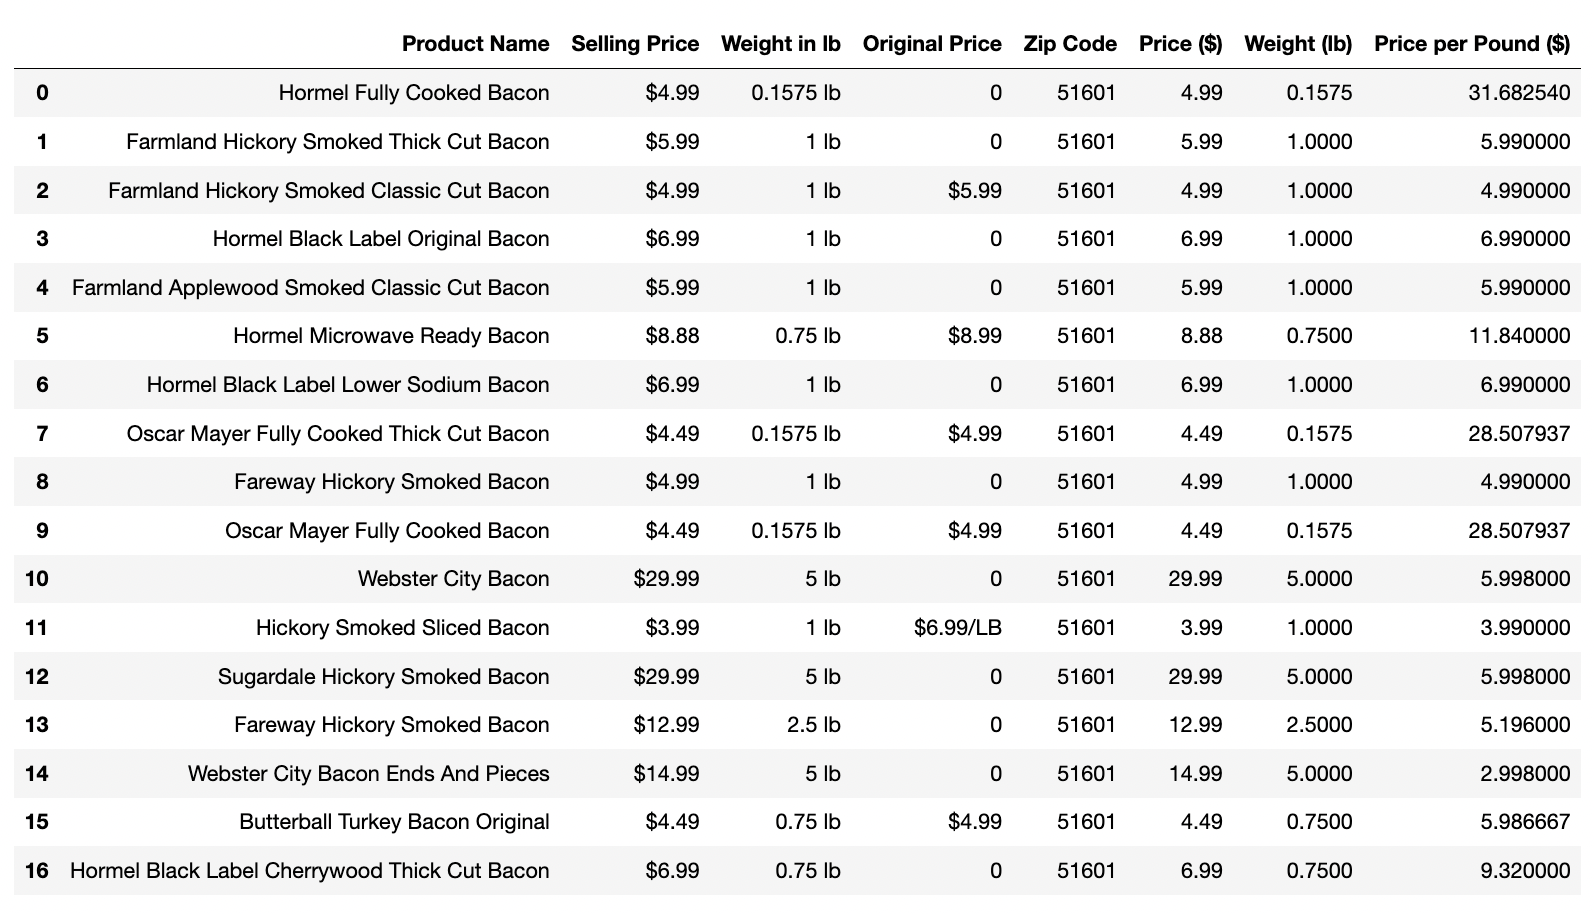 Product Name Selling Price Weight in lb Original Price Zip Code Price ($) Weight (lb) Price per Pound ($)
0 Hormel Fully Cooked Bacon $4.99 0.1575 lb 0 51601 4.99 0.1575 31.682540
1 Farmland Hickory Smoked Thick Cut Bacon $5.99 1 lb 0 51601 5.99 1.0000 5.990000
2 Farmland Hickory Smoked Classic Cut Bacon $4.99 1 lb $5.99 51601 4.99 1.0000 4.990000
3 Hormel Black Label Original Bacon $6.99 1 lb 0 51601 6.99 1.0000 6.990000
4 Farmland Applewood Smoked Classic Cut Bacon $5.99 1 lb 0 51601 5.99 1.0000 5.990000
5 Hormel Microwave Ready Bacon $8.88 0.75 lb $8.99 51601 8.88 0.7500 11.840000
6 Hormel Black Label Lower Sodium Bacon $6.99 1 lb 0 51601 6.99 1.0000 6.990000
7 Oscar Mayer Fully Cooked Thick Cut Bacon $4.49 0.1575 lb $4.99 51601 4.49 0.1575 28.507937
8 Fareway Hickory Smoked Bacon $4.99 1 lb 0 51601 4.99 1.0000 4.990000
9 Oscar Mayer Fully Cooked Bacon $4.49 0.1575 lb $4.99 51601 4.49 0.1575 28.507937
10 Webster City Bacon $29.99 5 lb 0 51601 29.99 5.0000 5.998000
11 Hickory Smoked Sliced Bacon $3.99 1 lb $6.99/LB 51601 3.99 1.0000 3.990000
12 Sugardale Hickory Smoked Bacon $29.99 5 lb 0 51601 29.99 5.0000 5.998000
13 Fareway Hickory Smoked Bacon $12.99 2.5 lb 0 51601 12.99 2.5000 5.196000
14 Webster City Bacon Ends And Pieces $14.99 5 lb 0 51601 14.99 5.0000 2.998000
15 Butterball Turkey Bacon Original $4.49 0.75 lb $4.99 51601 4.49 0.7500 5.986667
16 Hormel Black Label Cherrywood Thick Cut Bacon $6.99 0.75 lb 0 51601 6.99 0.7500 9.320000